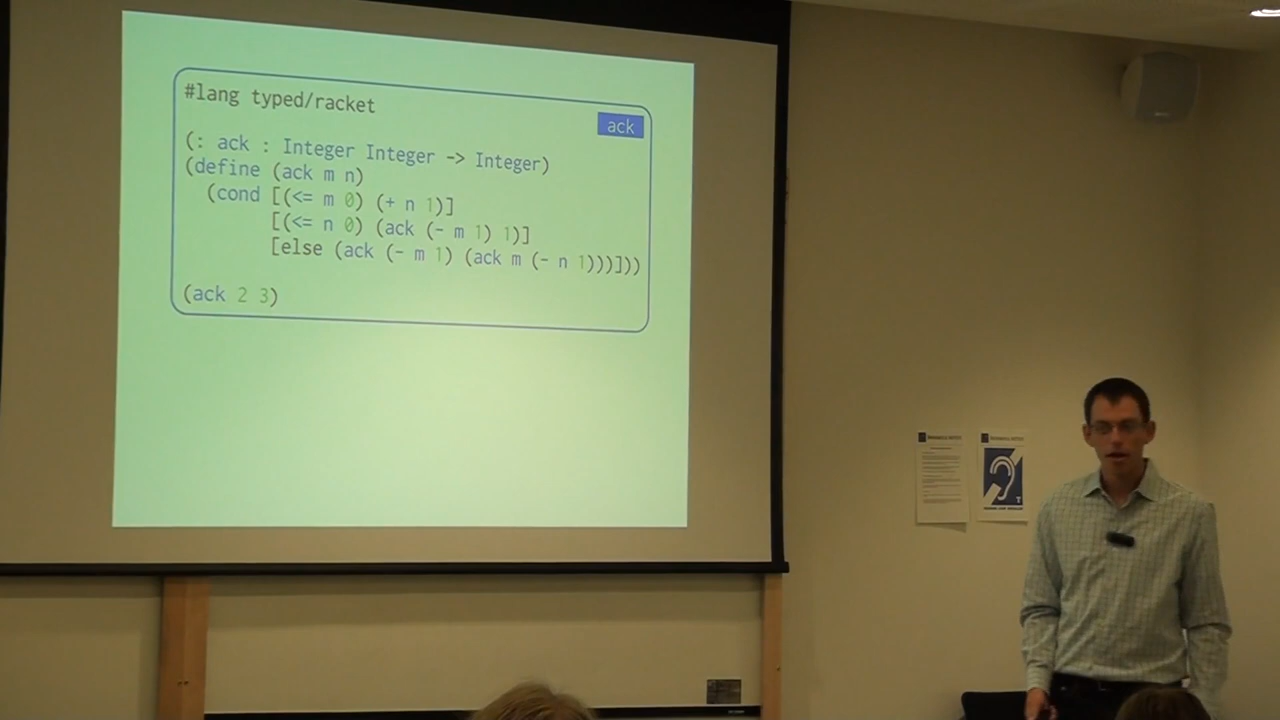 #lang typed/racket
ack
(: ack : Integer Integer -> Integer)
(define (ack m n)
  (cond [(<= m 0) (+ n 1)]
        [(<= n 0) (ack (- m 1) 1)]
        [else (ack (- m 1) (ack m (- n 1)))]))
(ack 2 3)
T